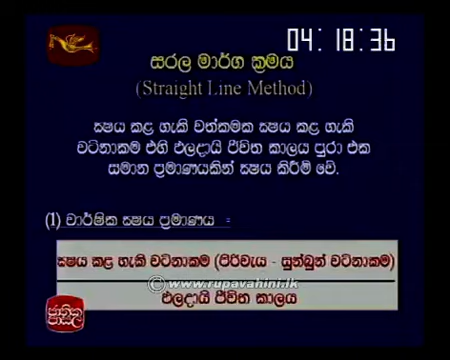 04:18:36
සරල මාර්ග ක්‍රමය
(Straight Line Method)
ක්ෂය කළ හැකි වත්කමක ක්ෂය කළ හැකි
වටිනාකම එහි ඵලදායි ජීවිත කාලය පුරා එක
සමාන ප්‍රමාණයකින් ක්ෂය කිරීම් වේ.
(1) වාර්ෂික ක්ෂය ප්‍රමාණය =
ක්ෂය කළ හැකි වටිනාකම (පිරිවැය - සුන්බුන් වටිනාකම)
©www.rupavahini.lk
ඵලදායි ජීවිත කාලය
ජාතික
පාසල